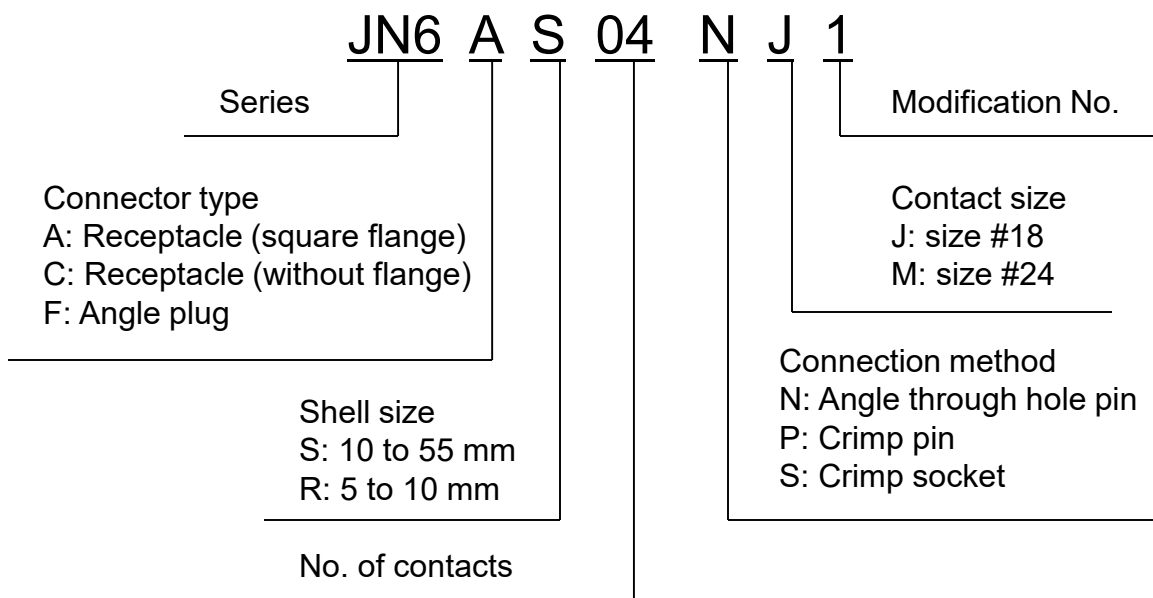 JN6 A S 04 N J 1
Series
Modification No.
Connector type
A: Receptacle (square flange)
C: Receptacle (without flange)
F: Angle plug
Contact size
J: size #18
M: size #24
Shell size
S: 10 to 55 mm
R: 5 to 10 mm
Connection method
N: Angle through hole pin
P: Crimp pin
S: Crimp socket
No. of contacts